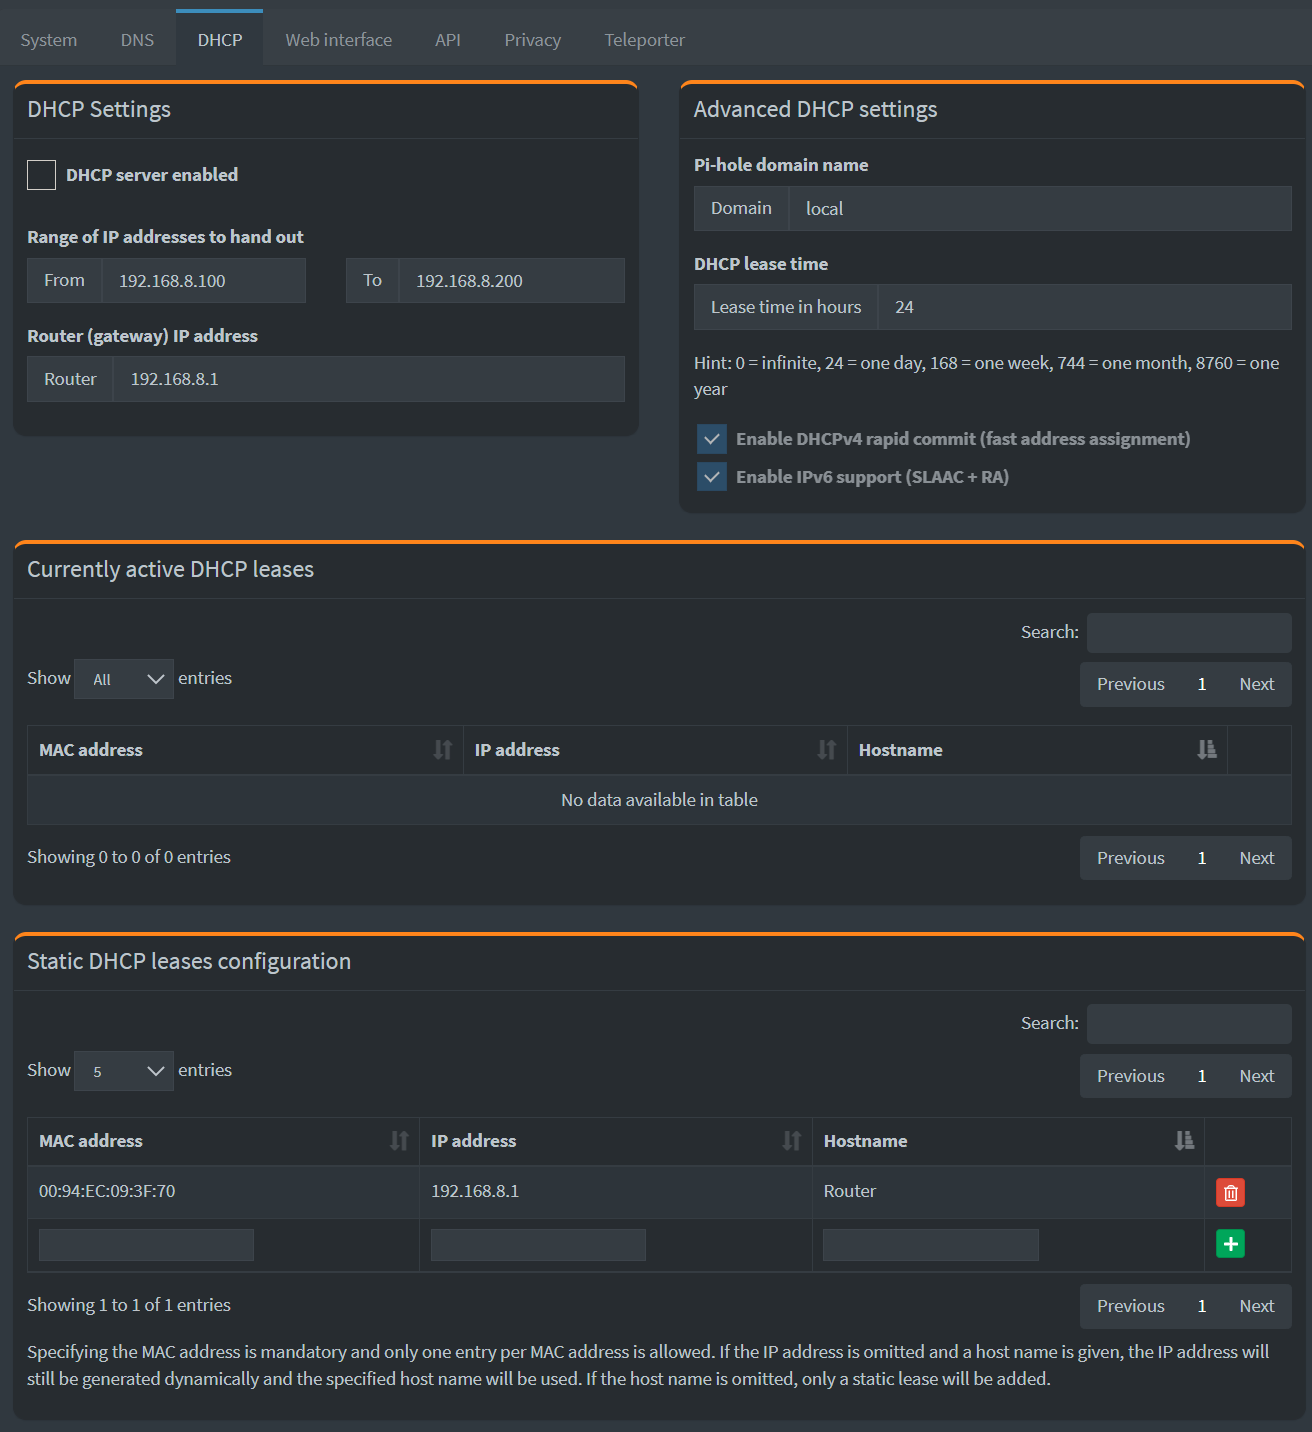 System DNS DHCP Web interface API Privacy Teleporter
DHCP Settings
DHCP server enabled
Range of IP addresses to hand out
From 192.168.8.100 To 192.168.8.200
Router (gateway) IP address
Router 192.168.8.1
Advanced DHCP settings
Pi-hole domain name
Domain local
DHCP lease time
Lease time in hours 24
Hint: 0 = infinite, 24 = one day, 168 = one week, 744 = one month, 8760 = one
year
Enable DHCPv4 rapid commit (fast address assignment)
Enable IPv6 support (SLAAC + RA)
Currently active DHCP leases
Search:
Show All entries
Previous 1 Next
MAC address IP address Hostname
No data available in table
Showing 0 to 0 of 0 entries
Previous 1 Next
Static DHCP leases configuration
Search:
Show 5 entries
Previous 1 Next
MAC address IP address Hostname
00:94:EC:09:3F:70 192.168.8.1 Router
Showing 1 to 1 of 1 entries
Previous 1 Next
Specifying the MAC address is mandatory and only one entry per MAC address is allowed. If the IP address is omitted and a host name is given, the IP address will
still be generated dynamically and the specified host name will be used. If the host name is omitted, only a static lease will be added.